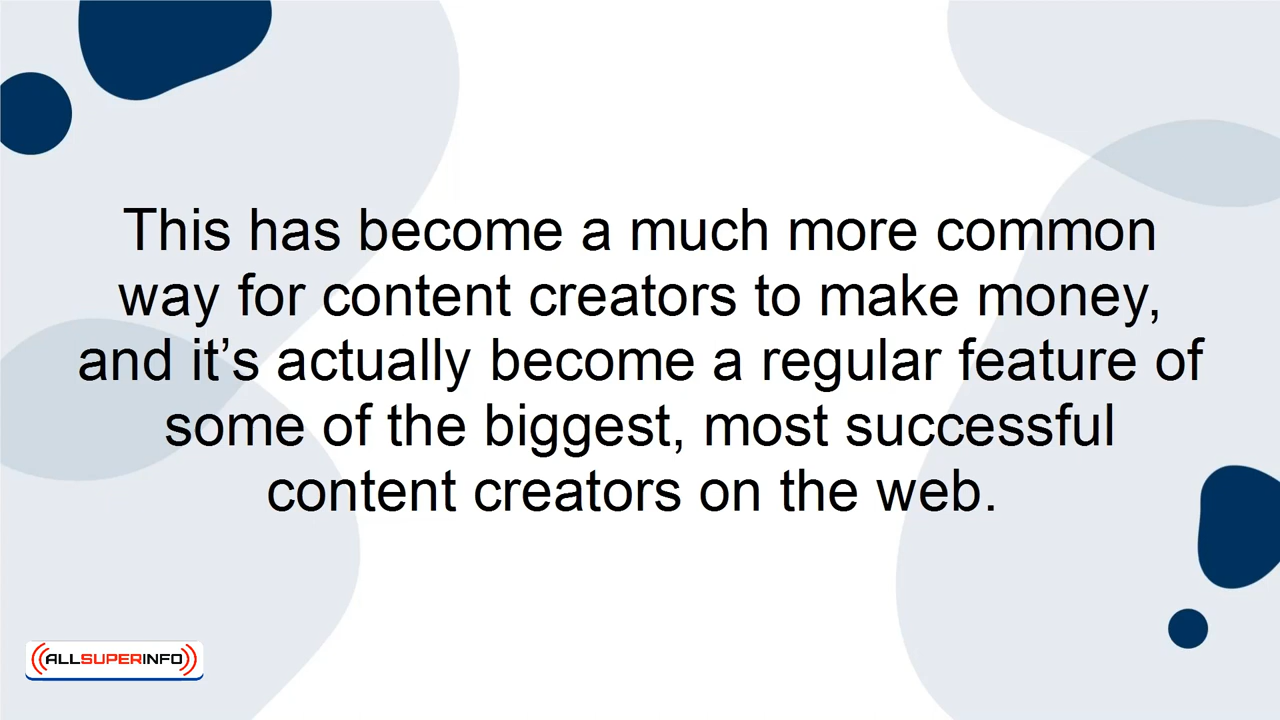 This has become a much more common
way for content creators to make money,
and it’s actually become a regular feature of
some of the biggest, most successful
content creators on the web.
ALLSUPERINFO